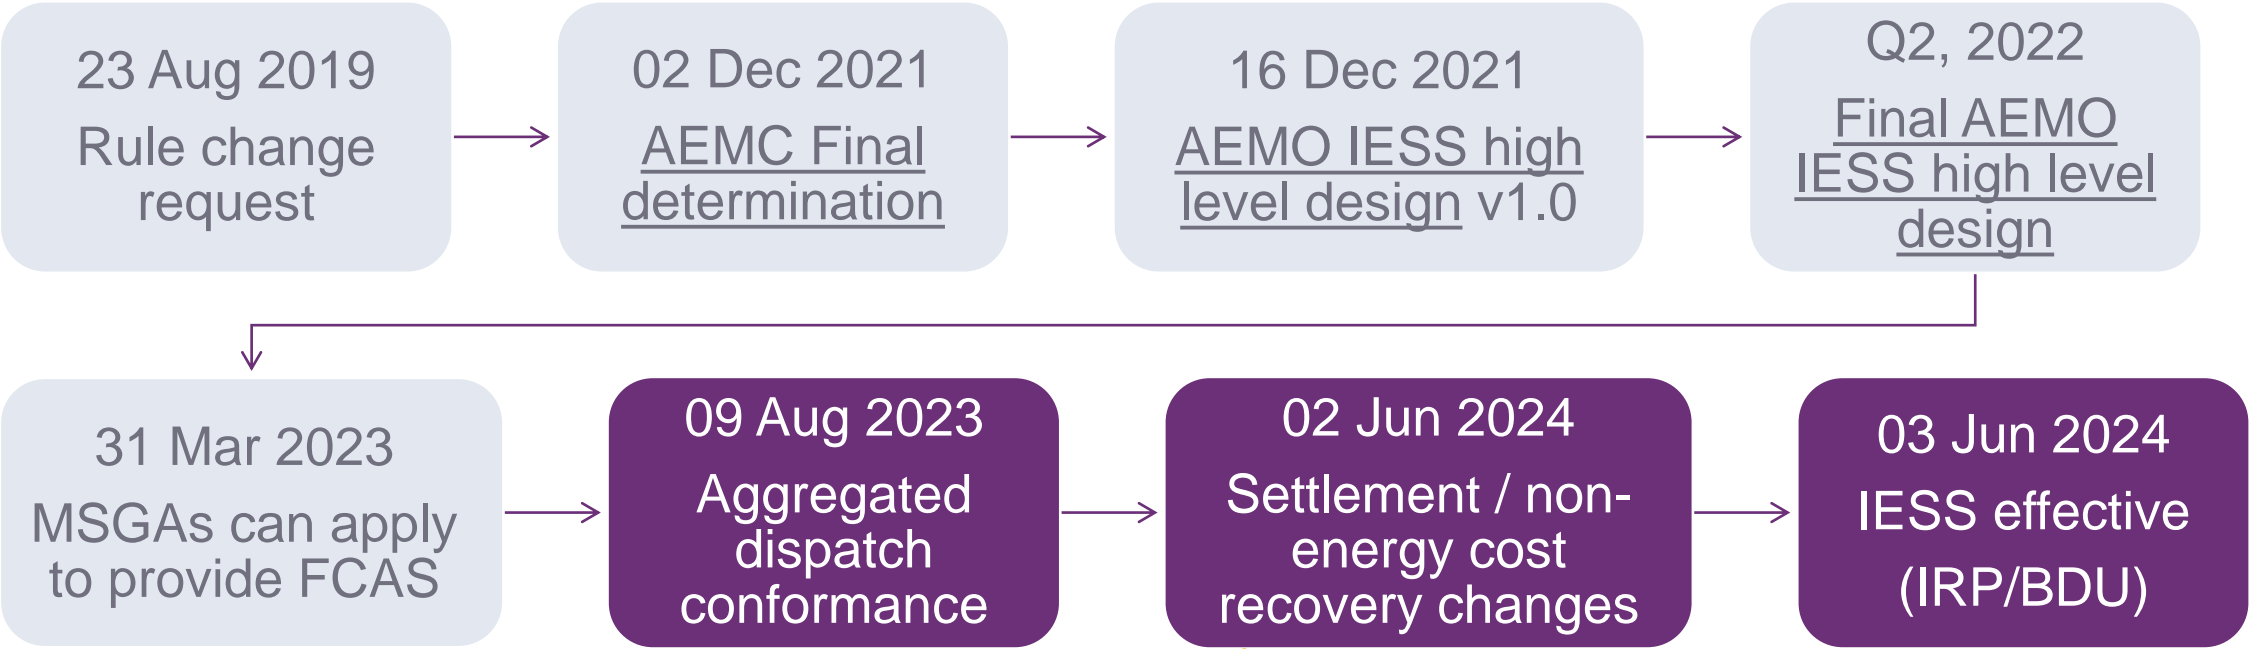 23 Aug 2019
Rule change
request
02 Dec 2021
AEMC Final
determination
16 Dec 2021
AEMO IESS high
level design v1.0
Q2, 2022
Final AEMO
IESS high level
design
31 Mar 2023
MSGAs can apply
to provide FCAS
09 Aug 2023
Aggregated
dispatch
conformance
02 Jun 2024
Settlement / non-
energy cost
recovery changes
03 Jun 2024
IESS effective
(IRP/BDU)